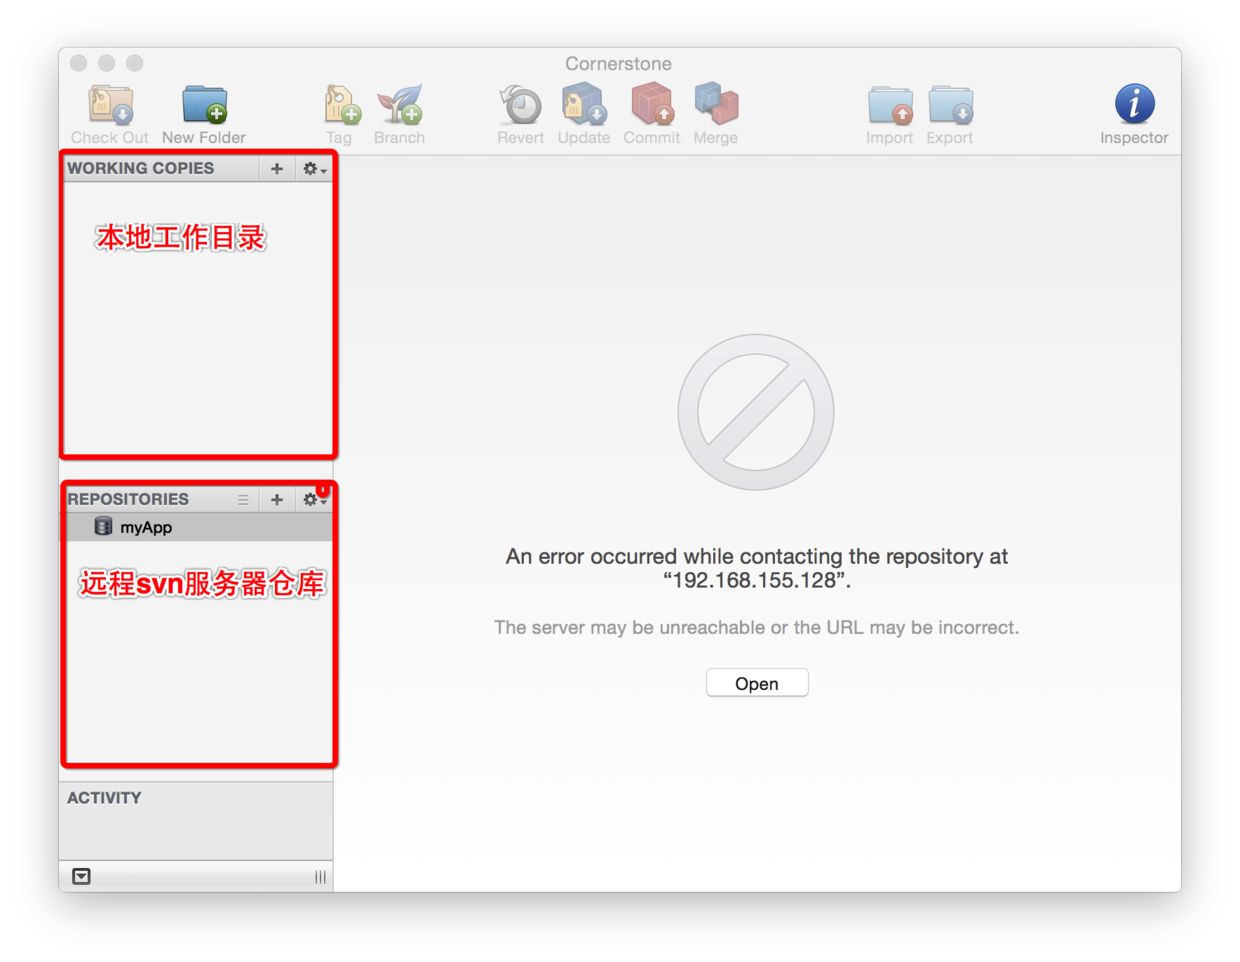 Cornerstone
Check Out New Folder Tag Branch Revert Update Commit Merge Import Export Inspector
WORKING COPIES
本地工作目录
REPOSITORIES
myApp
远程svn服务器仓库
An error occurred while contacting the repository at
“192.168.155.128”.
The server may be unreachable or the URL may be incorrect.
Open
ACTIVITY